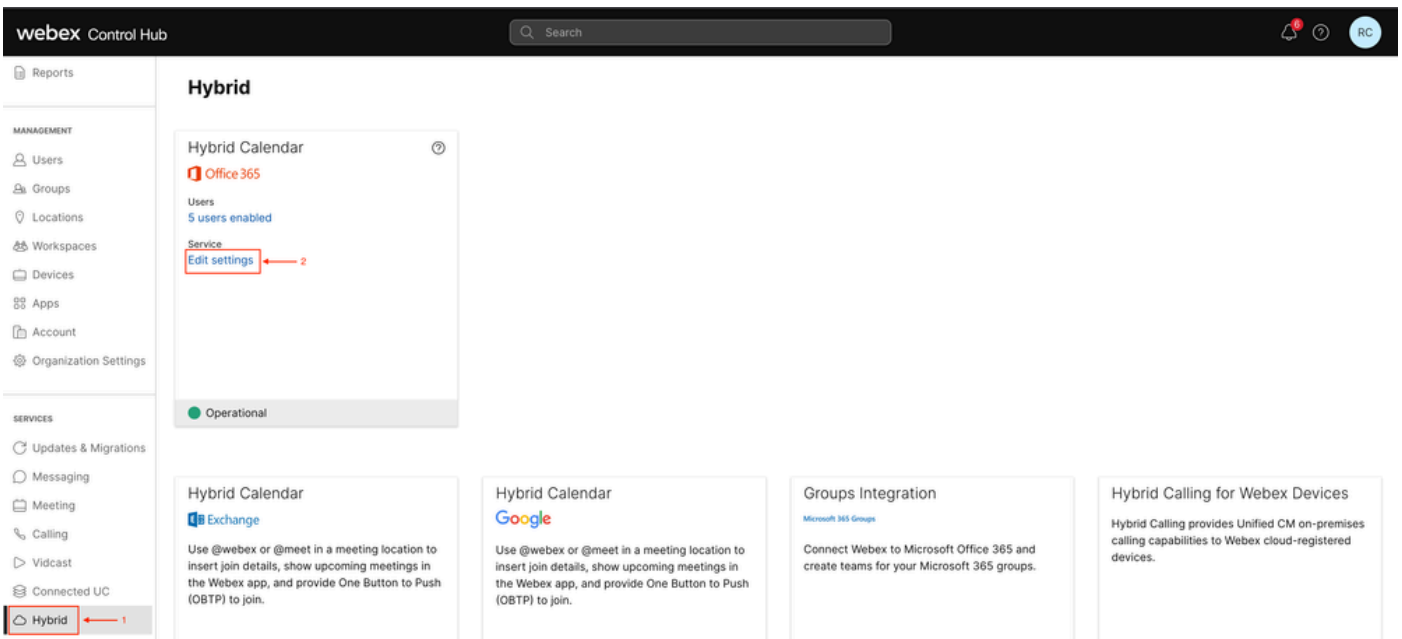 webex Control Hub
Search
6
RC
Reports
MANAGEMENT
Users
Groups
Locations
Workspaces
Devices
Apps
Account
Organization Settings
SERVICES
Updates & Migrations
Messaging
Meeting
Calling
Vidcast
Connected UC
Hybrid
1
Hybrid
Hybrid Calendar
Office 365
Users
5 users enabled
Service
Edit settings
2
Operational
Hybrid Calendar
Exchange
Use @webex or @meet in a meeting location to
insert join details, show upcoming meetings in
the Webex app, and provide One Button to Push
(OBTP) to join.
Hybrid Calendar
Google
Use @webex or @meet in a meeting location to
insert join details, show upcoming meetings in
the Webex app, and provide One Button to Push
(OBTP) to join.
Groups Integration
Microsoft 365 Groups
Connect Webex to Microsoft Office 365 and
create teams for your Microsoft 365 groups.
Hybrid Calling for Webex Devices
Hybrid Calling provides Unified CM on-premises
calling capabilities to Webex cloud-registered
devices.